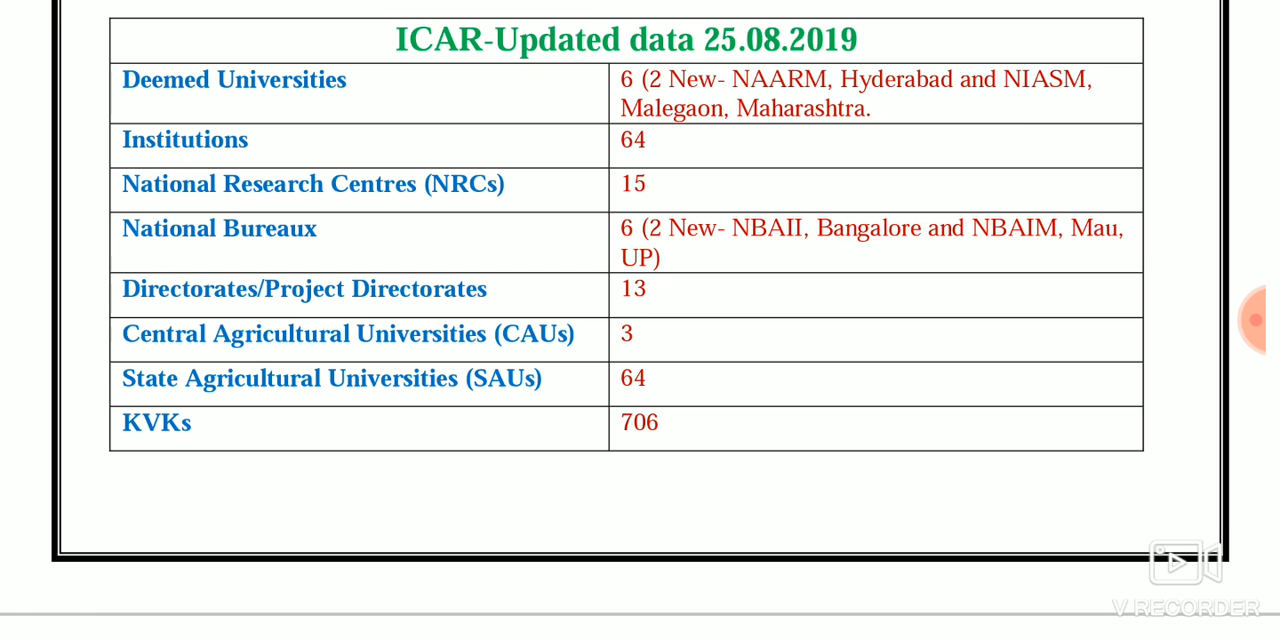 ICAR-Updated data 25.08.2019
Deemed Universities
6 (2 New- NAARM, Hyderabad and NIASM,
Malegaon, Maharashtra.
Institutions
64
National Research Centres (NRCs)
15
National Bureaux
6 (2 New- NBAII, Bangalore and NBAIM, Mau,
UP)
Directorates/Project Directorates
13
Central Agricultural Universities (CAUs)
3
State Agricultural Universities (SAUs)
64
KVKs
706
V RECORDER